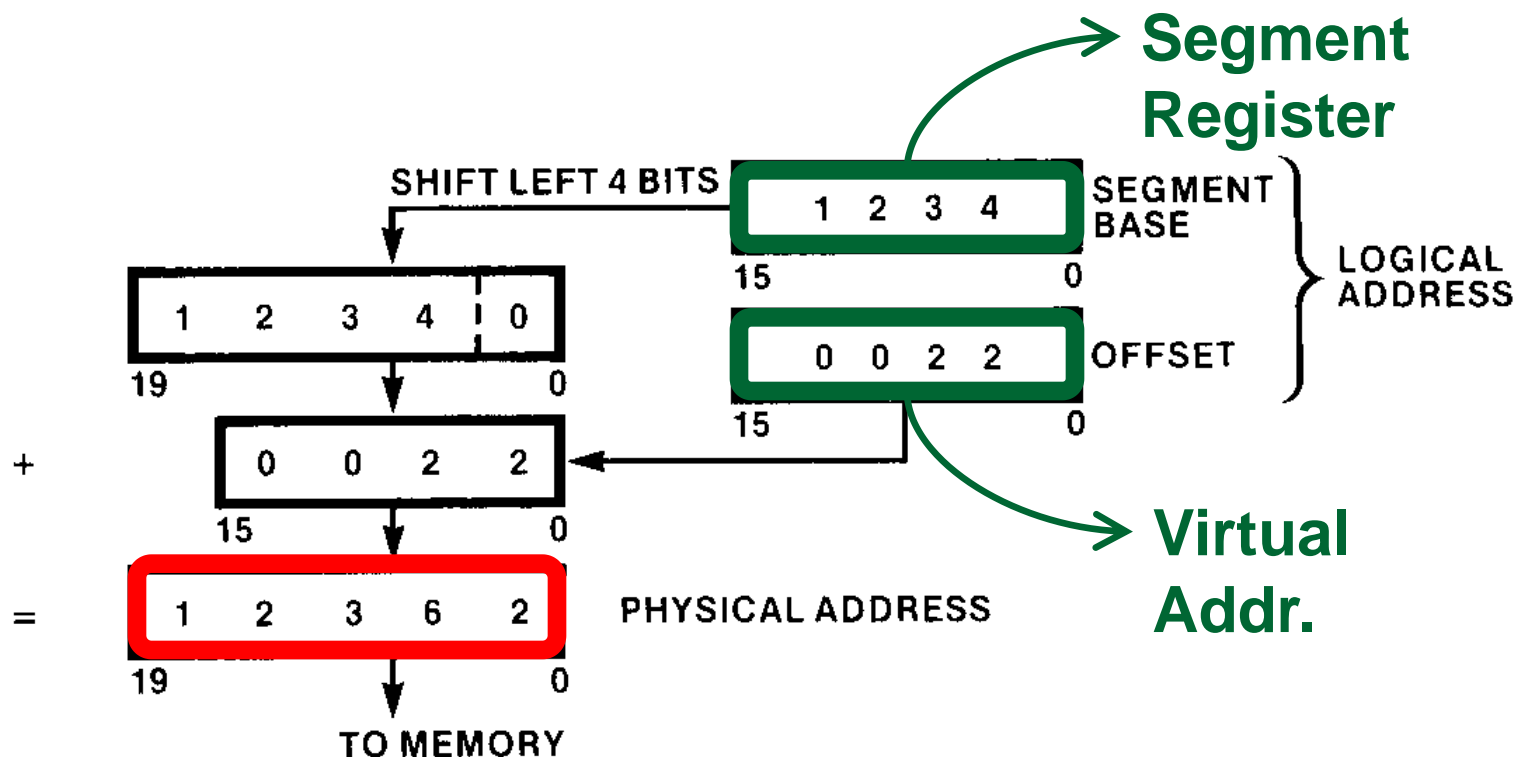 Segment
Register
SHIFT LEFT 4 BITS
1 2 3 4
SEGMENT
BASE
15 0
LOGICAL
ADDRESS
1 2 3 4 0
19 0
0 0 2 2
OFFSET
15 0
+
0 0 2 2
15 0
Virtual
Addr.
=
1 2 3 6 2
PHYSICAL ADDRESS
19 0
TO MEMORY